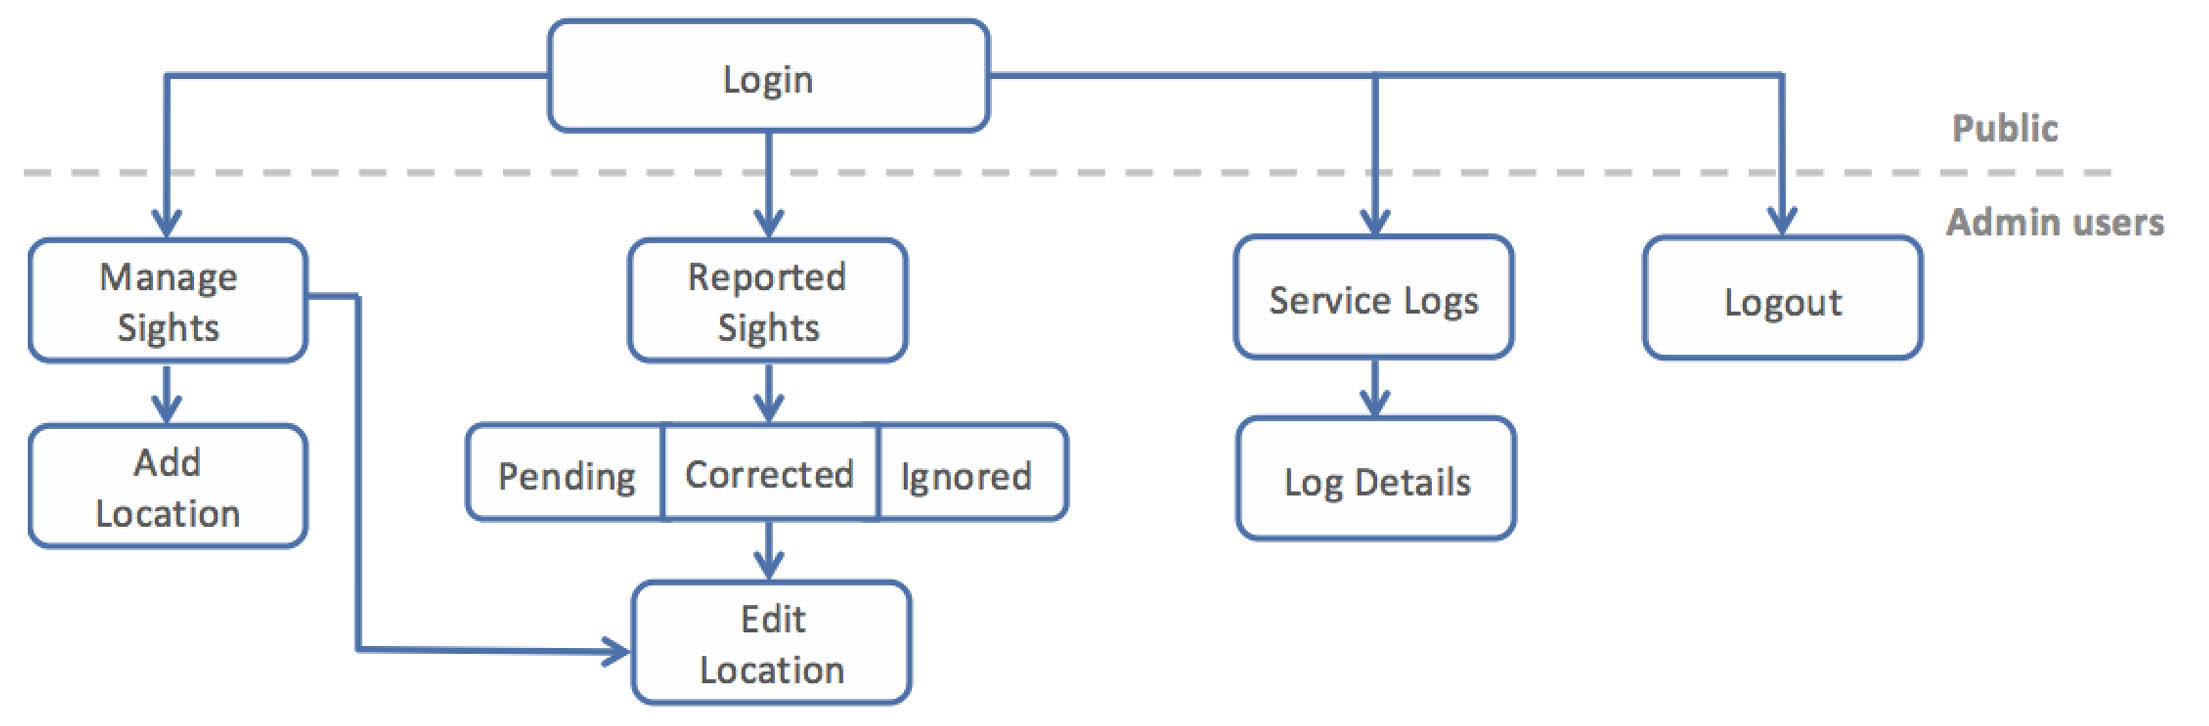 Login
Public
Admin users
Manage
Sights
Reported
Sights
Service Logs
Logout
Add
Location
Pending
Corrected
Ignored
Log Details
Edit
Location